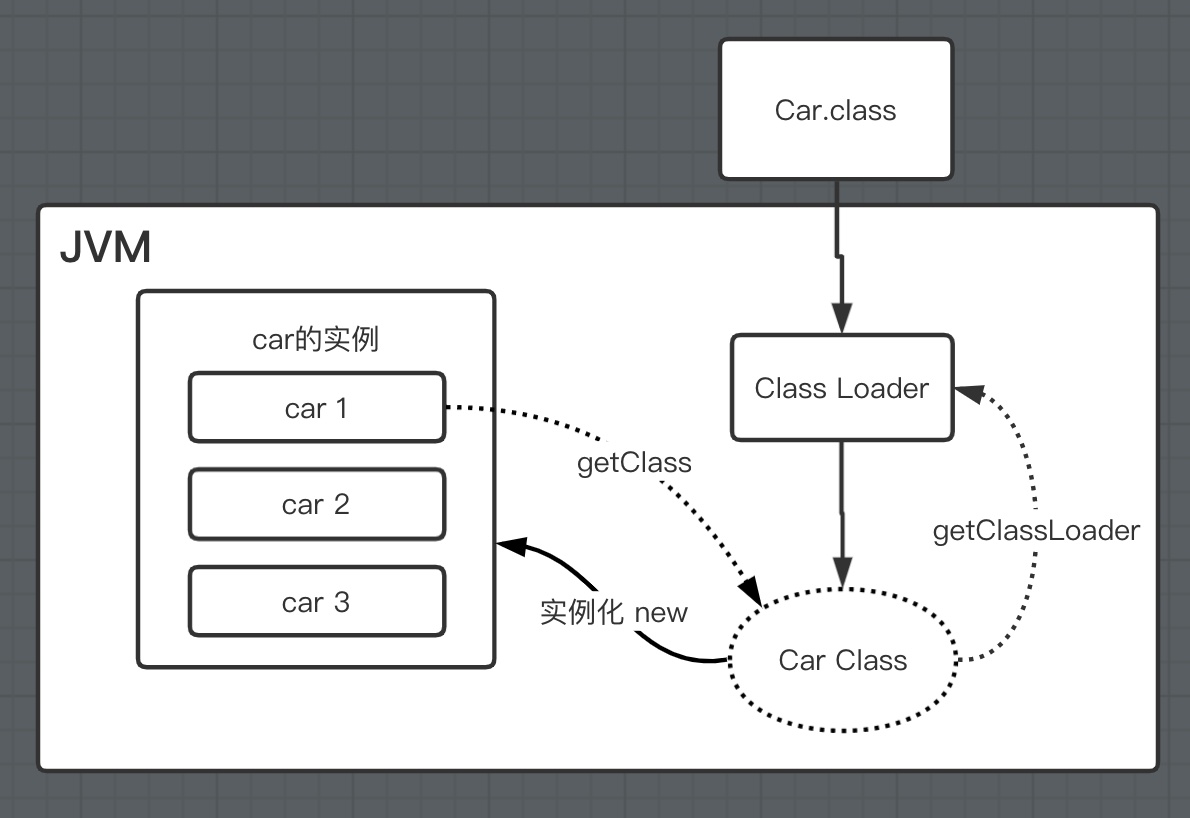 Car.class
JVM
car的实例
car 1
car 2
car 3
getClass
实例化 new
Class Loader
getClassLoader
Car Class